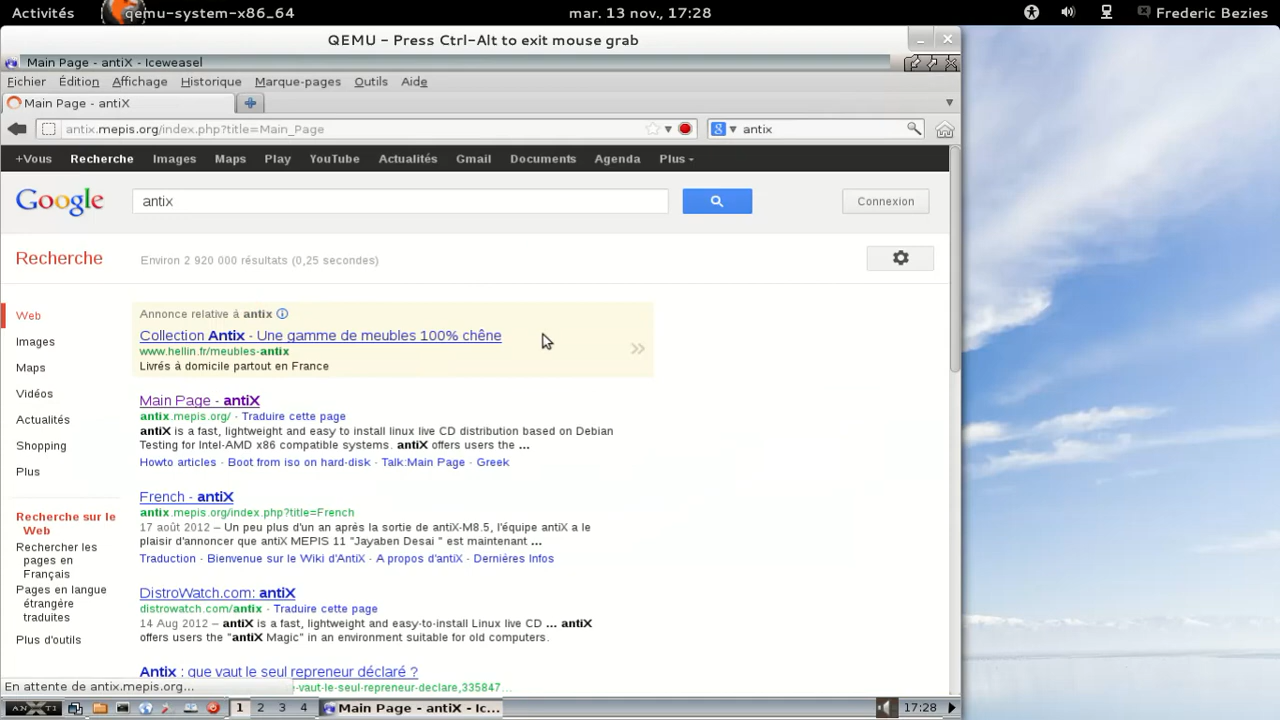 Activités qemu-system-x86_64 mar. 13 nov., 17:28 Frederic Bezies
QEMU - Press Ctrl-Alt to exit mouse grab
Main Page - antiX - Iceweasel
Fichier Édition Affichage Historique Marque-pages Outils Aide
Main Page - antiX
antix.mepis.org/index.php?title=Main_Page antix
+Vous Recherche Images Maps Play YouTube Actualités Gmail Documents Agenda Plus
Google antix Connexion
Recherche Environ 2 920 000 résultats (0,25 secondes)
Web
Images
Maps
Vidéos
Actualités
Shopping
Plus
Recherche sur le
Web
Rechercher les
pages en
Français
Pages en langue
étrangère
traduites
Plus d'outils
Annonce relative à antix
Collection Antix - Une gamme de meubles 100% chêne
www.hellin.fr/meubles-antix
Livrés à domicile partout en France
Main Page - antiX
antix.mepis.org/ - Traduire cette page
antiX is a fast, lightweight and easy to install linux live CD distribution based on Debian
Testing for Intel-AMD x86 compatible systems. antiX offers users the ...
Howto articles - Boot from iso on hard-disk - Talk:Main Page - Greek
French - antiX
antix.mepis.org/index.php?title=French
17 août 2012 – Un peu plus d'un an après la sortie de antiX-M8.5, l'équipe antiX a le
plaisir d'annoncer que antiX MEPIS 11 "Jayaben Desai " est maintenant ...
Traduction - Bienvenue sur le Wiki d'AntiX - A propos d'antiX - Dernières Infos
DistroWatch.com: antiX
distrowatch.com/antix - Traduire cette page
14 Aug 2012 – antiX is a fast, lightweight and easy-to-install Linux live CD ... antiX
offers users the "antiX Magic" in an environment suitable for old computers.
Antix : que vaut le seul repreneur déclaré ?
-vaut-le-seul-repreneur-declare,335847...
En attente de antix.mepis.org...
ANTIX 1 2 3 4 Main Page - antiX - Ic... 17:28